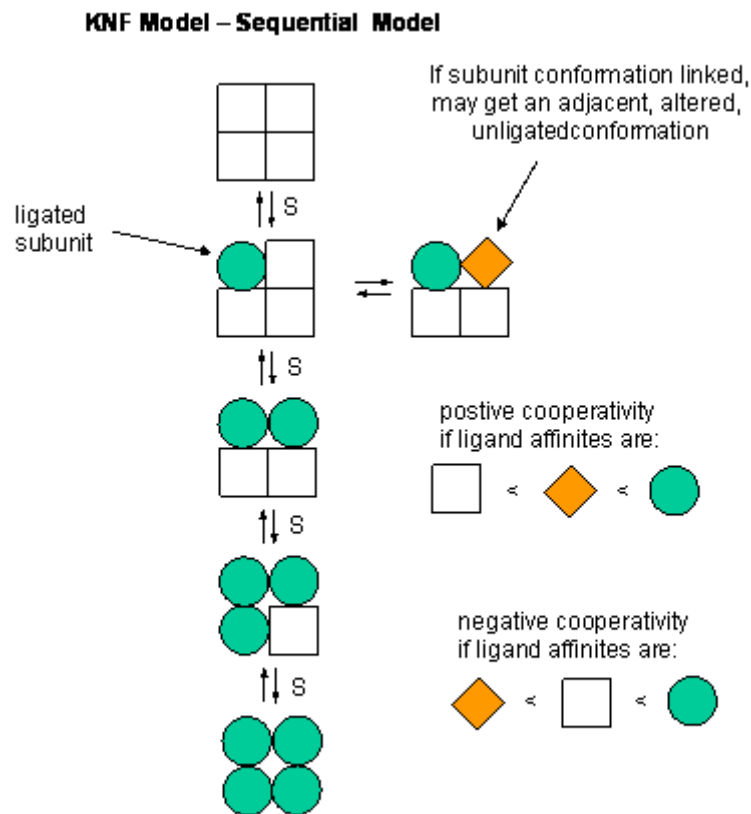 KNF Model – Sequential Model
If subunit conformation linked,
may get an adjacent, altered,
unligatedconformation
S
ligated
subunit
S
postive cooperativity
if ligand affinites are:
< <
S
negative cooperativity
if ligand affinites are:
S
< <